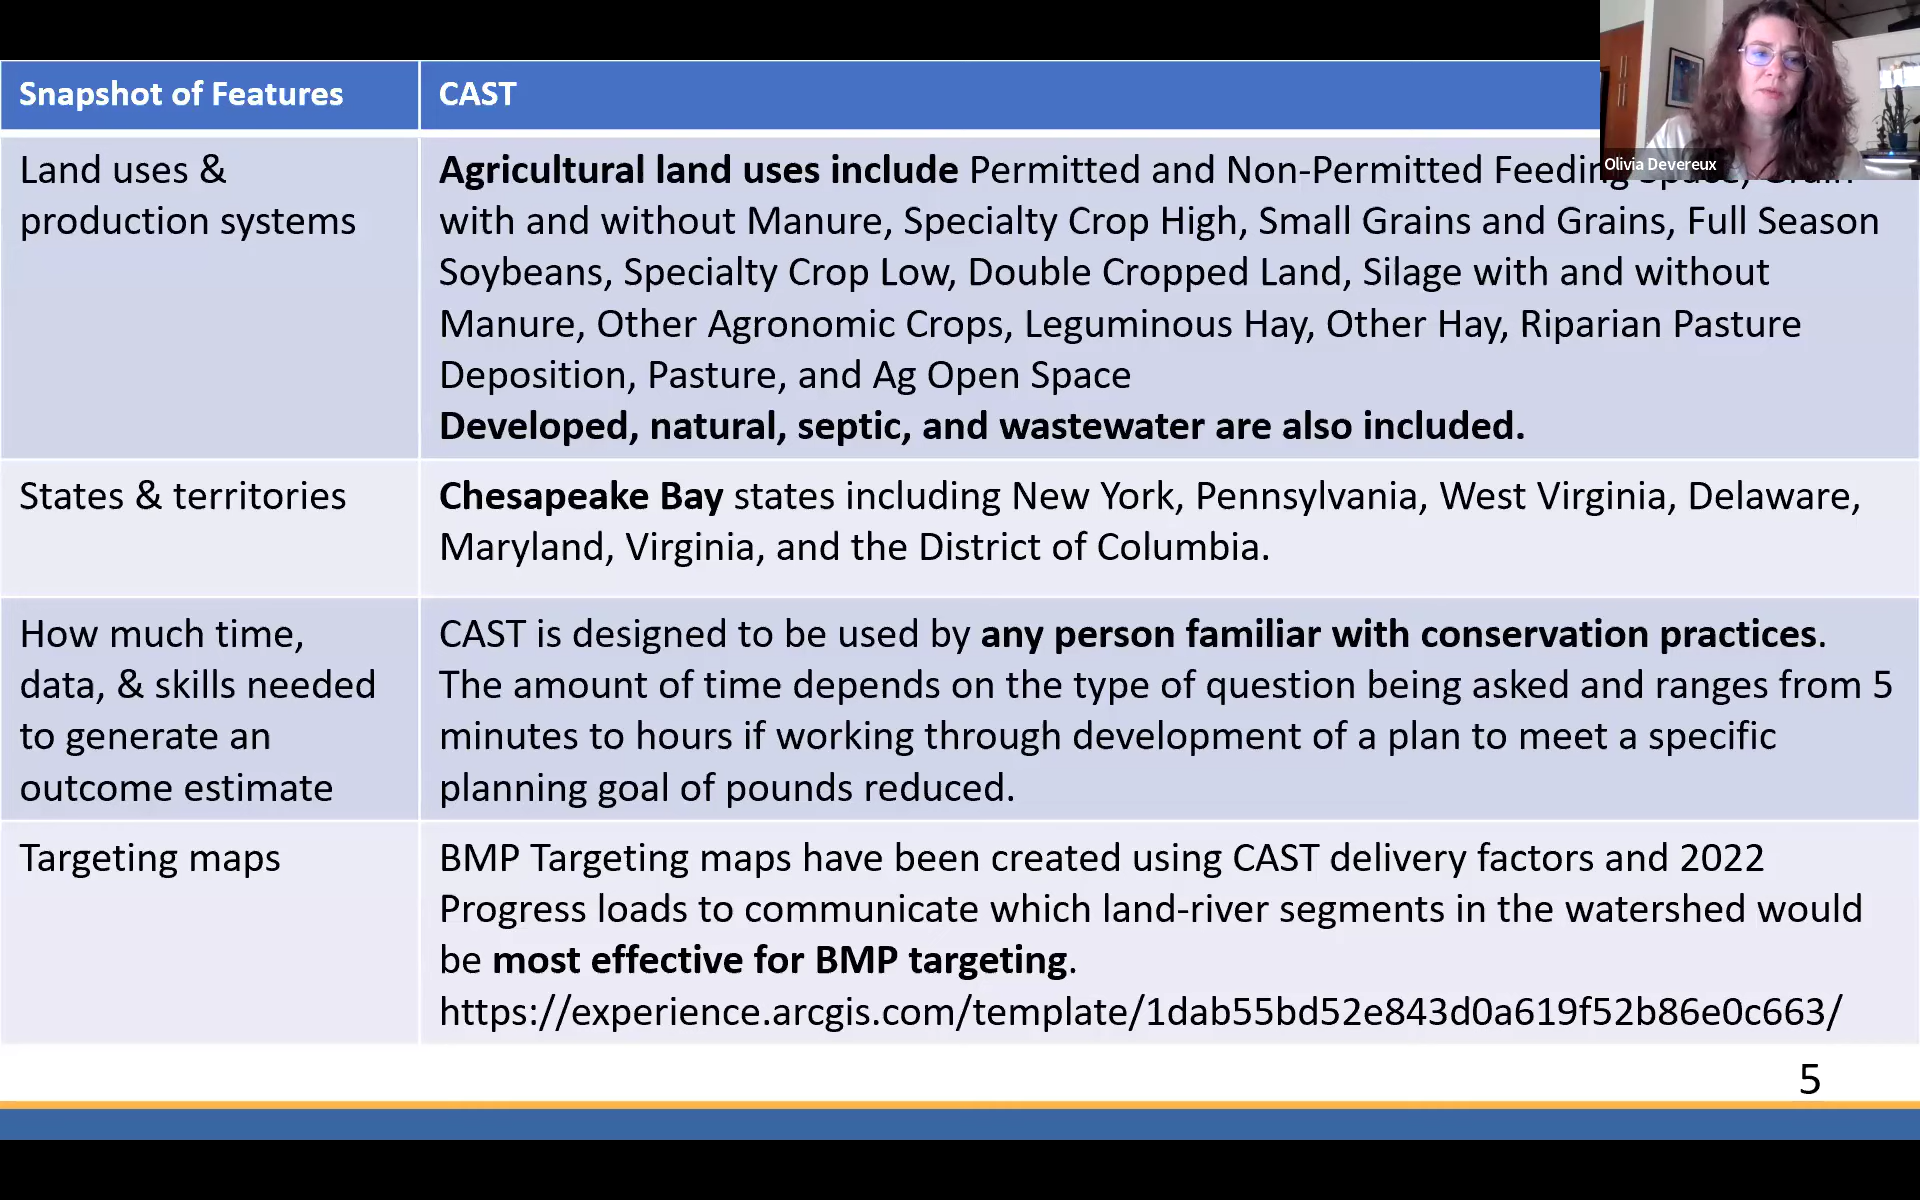 Snapshot of Features
CAST
Olivia Devereux
Land uses &
production systems
Agricultural land uses include Permitted and Non-Permitted Feeding Space, Grain
with and without Manure, Specialty Crop High, Small Grains and Grains, Full Season
Soybeans, Specialty Crop Low, Double Cropped Land, Silage with and without
Manure, Other Agronomic Crops, Leguminous Hay, Other Hay, Riparian Pasture
Deposition, Pasture, and Ag Open Space
Developed, natural, septic, and wastewater are also included.
States & territories
Chesapeake Bay states including New York, Pennsylvania, West Virginia, Delaware,
Maryland, Virginia, and the District of Columbia.
How much time,
data, & skills needed
to generate an
outcome estimate
CAST is designed to be used by any person familiar with conservation practices.
The amount of time depends on the type of question being asked and ranges from 5
minutes to hours if working through development of a plan to meet a specific
planning goal of pounds reduced.
Targeting maps
BMP Targeting maps have been created using CAST delivery factors and 2022
Progress loads to communicate which land-river segments in the watershed would
be most effective for BMP targeting.
https://experience.arcgis.com/template/1dab55bd52e843d0a619f52b86e0c663/
5